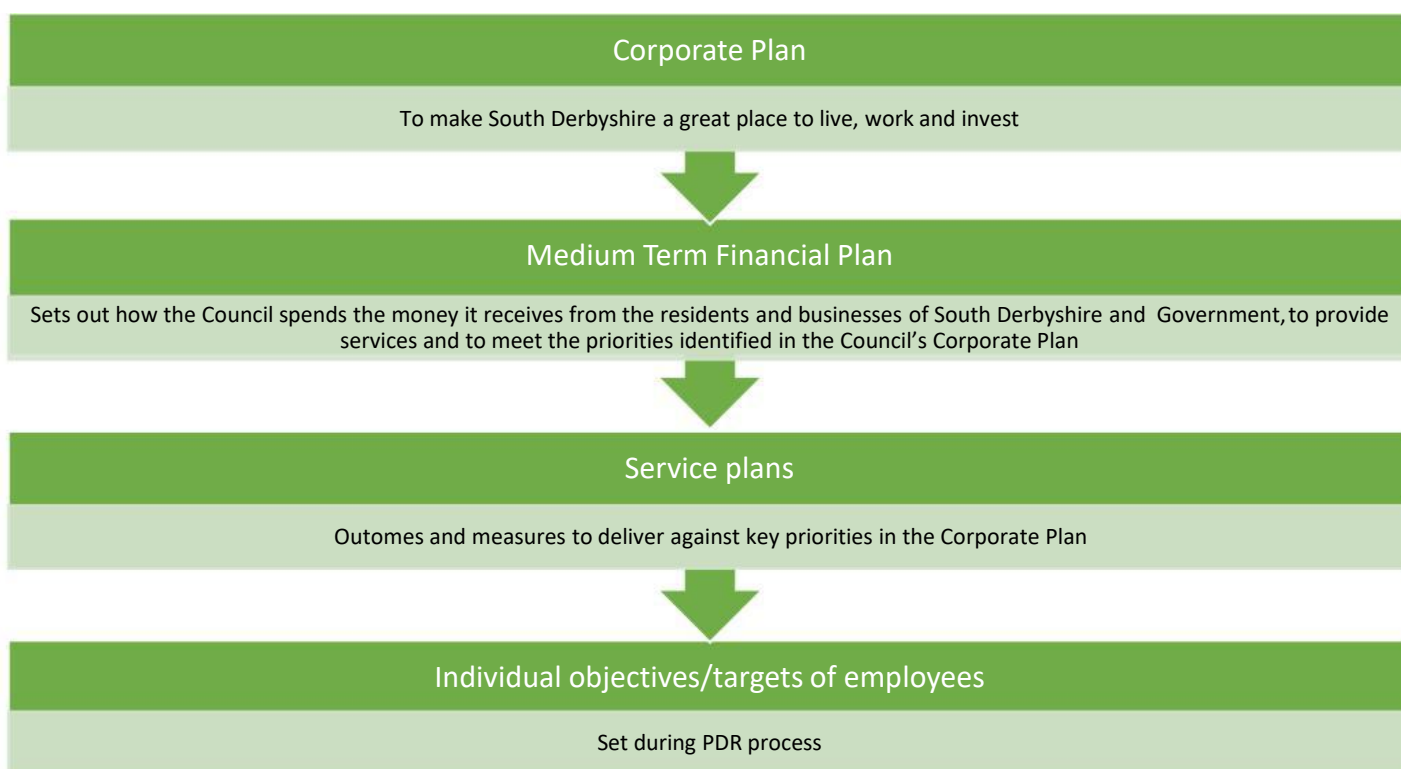 Corporate Plan
To make South Derbyshire a great place to live, work and invest
Medium Term Financial Plan
Sets out how the Council spends the money it receives from the residents and businesses of South Derbyshire and Government, to provide
services and to meet the priorities identified in the Council’s Corporate Plan
Service plans
Outomes and measures to deliver against key priorities in the Corporate Plan
Individual objectives/targets of employees
Set during PDR process